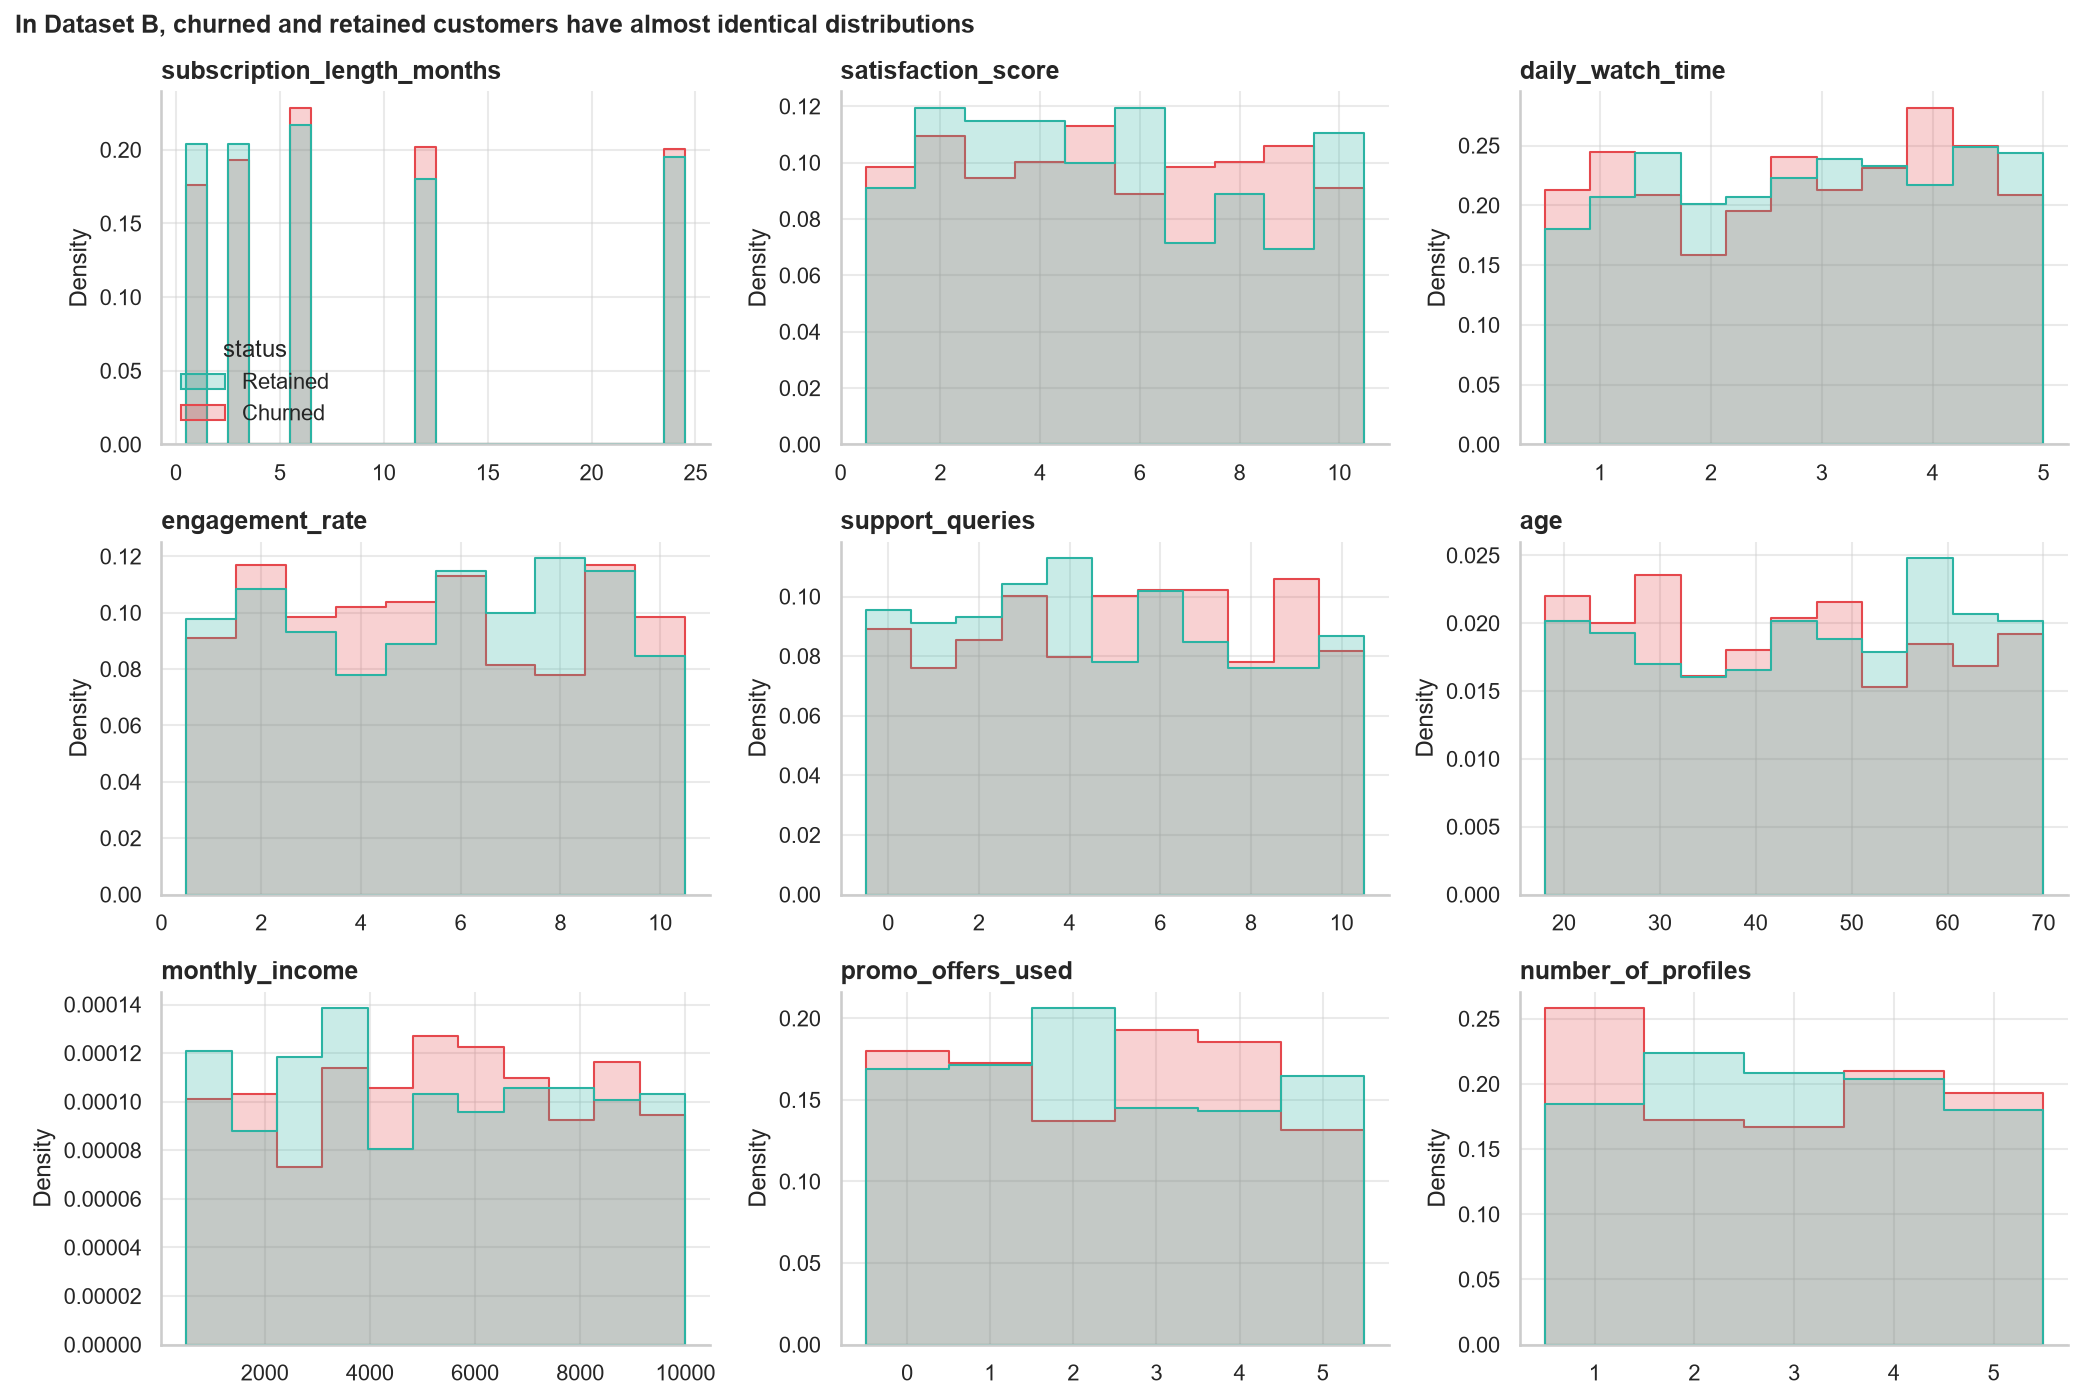 In Dataset B, churned and retained customers have almost identical distributions
subscription_length_months
Density
0.20
0.15
0.10
0.05
0.00
0 5 10 15 20 25
status
Retained
Churned
satisfaction_score
Density
0.12
0.10
0.08
0.06
0.04
0.02
0.00
0 2 4 6 8 10
daily_watch_time
Density
0.25
0.20
0.15
0.10
0.05
0.00
1 2 3 4 5
engagement_rate
Density
0.12
0.10
0.08
0.06
0.04
0.02
0.00
0 2 4 6 8 10
support_queries
Density
0.10
0.08
0.06
0.04
0.02
0.00
0 2 4 6 8 10
age
Density
0.025
0.020
0.015
0.010
0.005
0.000
20 30 40 50 60 70
monthly_income
Density
0.00014
0.00012
0.00010
0.00008
0.00006
0.00004
0.00002
0.00000
2000 4000 6000 8000 10000
promo_offers_used
Density
0.20
0.15
0.10
0.05
0.00
0 1 2 3 4 5
number_of_profiles
Density
0.25
0.20
0.15
0.10
0.05
0.00
1 2 3 4 5